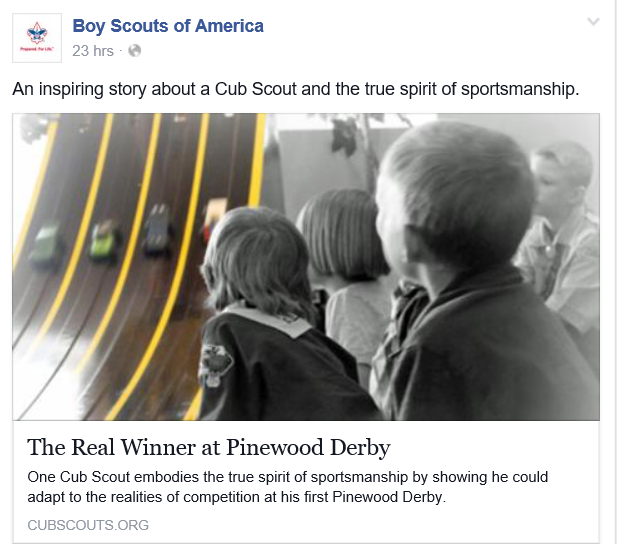 Boy Scouts of America
23 hrs ·
Prepared. For Life.™
An inspiring story about a Cub Scout and the true spirit of sportsmanship.
The Real Winner at Pinewood Derby
One Cub Scout embodies the true spirit of sportsmanship by showing he could
adapt to the realities of competition at his first Pinewood Derby.
CUBSCOUTS.ORG